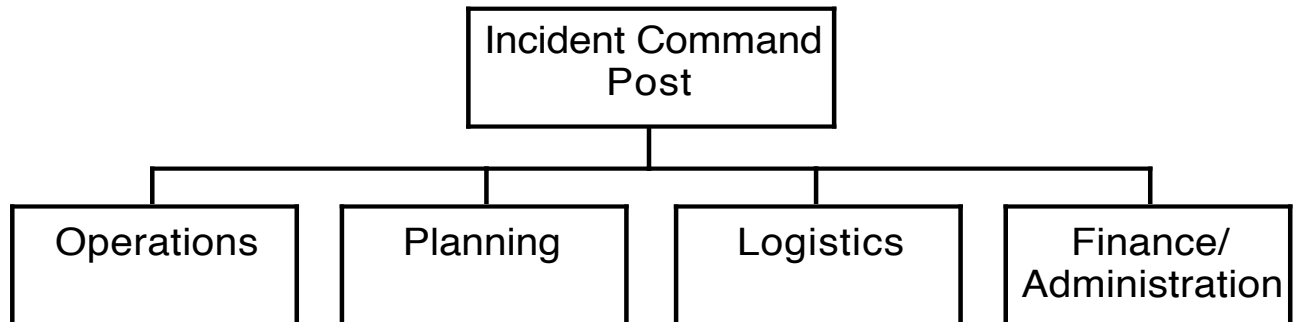 Incident Command
Post
Operations
Planning
Logistics
Finance/
Administration